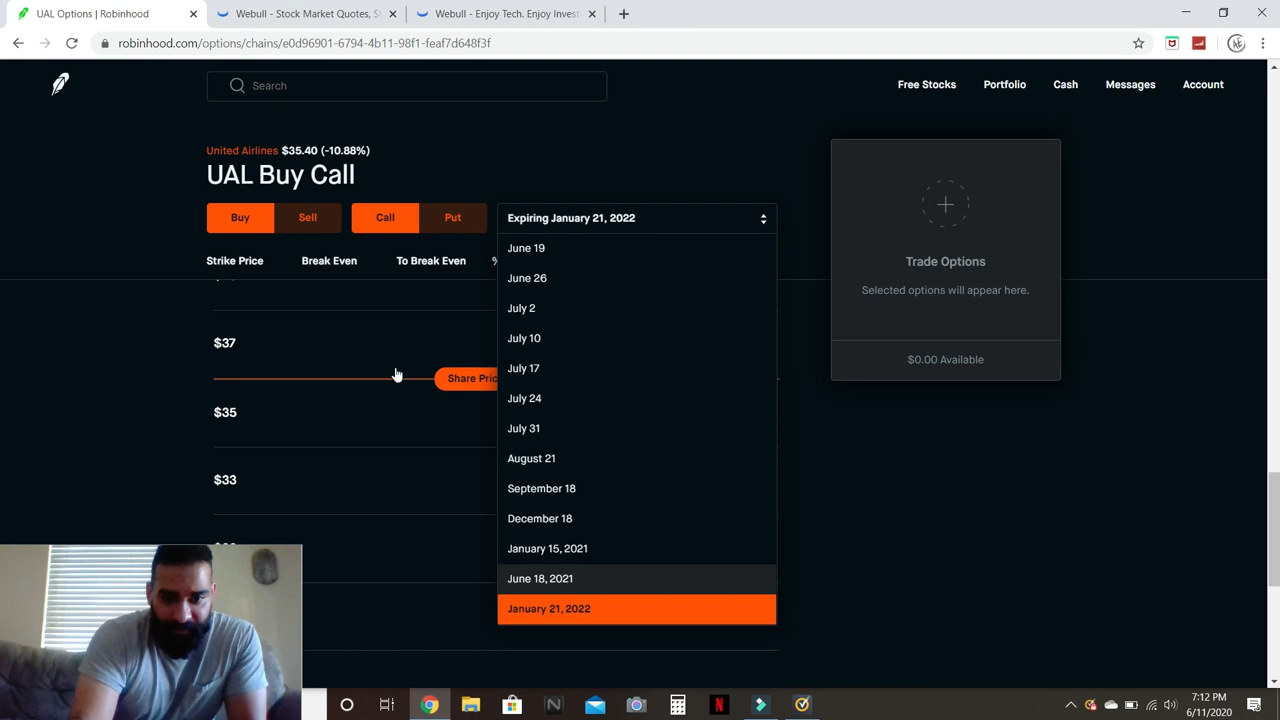 UAL Options | Robinhood
Webull - Stock Market Quotes, S
Webull - Enjoy Tech. Enjoy Invest
robinhood.com/options/chains/e0d96901-6794-4b11-98f1-feaf7d648f3f
Search
Free Stocks
Portfolio
Cash
Messages
Account
United Airlines $35.40 (-10.88%)
UAL Buy Call
Buy
Sell
Call
Put
Expiring January 21, 2022
Strike Price
Break Even
To Break Even
%
June 19
June 26
July 2
July 10
July 17
July 24
July 31
August 21
September 18
December 18
January 15, 2021
June 18, 2021
January 21, 2022
$37
Share Pric
$35
$33
Trade Options
Selected options will appear here.
$0.00 Available
7:12 PM
6/11/2020